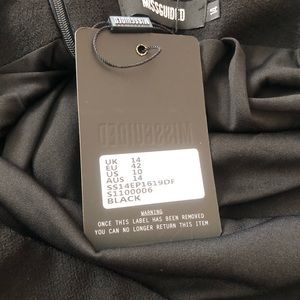 MISSGUIDED
MISSGUIDED
UK 14
EU 42
US 10
AUS 14
SS14EP1619DF
S1100006
BLACK
WARNING
ONCE THIS LABEL HAS BEEN REMOVED
YOU CAN NO LONGER RETURN THIS ITEM